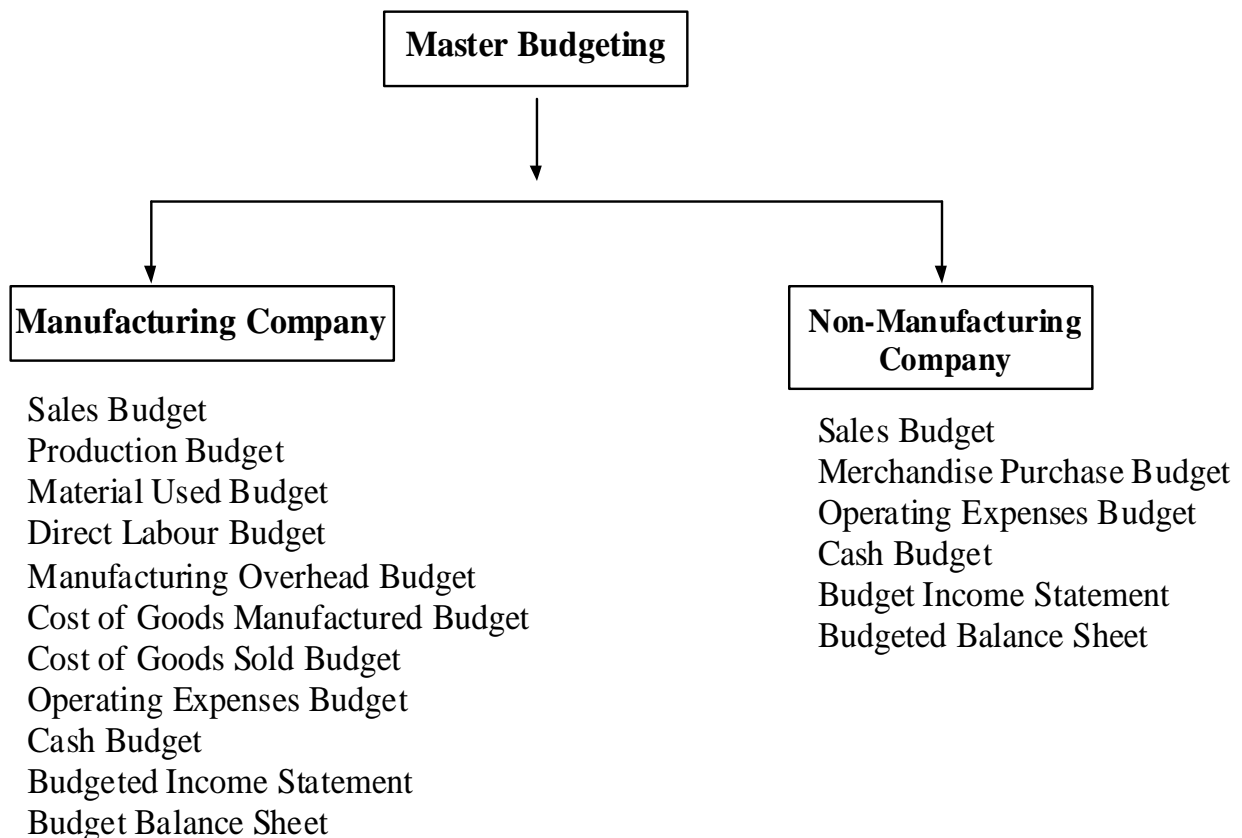 Master Budgeting
Manufacturing Company
Sales Budget
Production Budget
Material Used Budget
Direct Labour Budget
Manufacturing Overhead Budget
Cost of Goods Manufactured Budget
Cost of Goods Sold Budget
Operating Expenses Budget
Cash Budget
Budgeted Income Statement
Budget Balance Sheet
Non-Manufacturing
Company
Sales Budget
Merchandise Purchase Budget
Operating Expenses Budget
Cash Budget
Budget Income Statement
Budgeted Balance Sheet